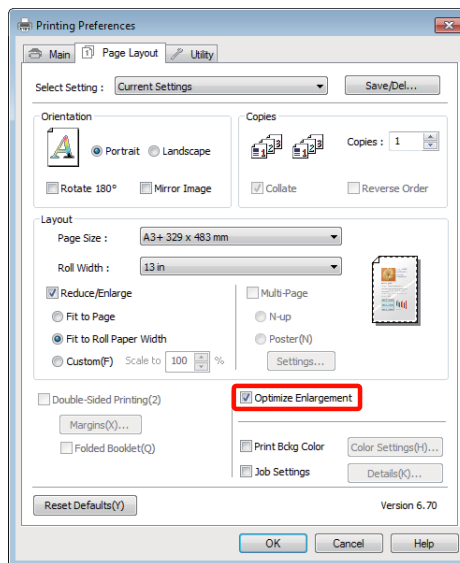 Printing Preferences
Main Page Layout Utility
Select Setting : Current Settings Save/Del...
Orientation Copies
A Portrait Landscape Copies : 1
Rotate 180° Mirror Image Collate Reverse Order
Layout
Page Size : A3+ 329 x 483 mm
Roll Width : 13 in
Reduce/Enlarge Multi-Page
Fit to Page N-up
Fit to Roll Paper Width Poster(N)
Custom(F) Scale to 100 % Settings...
Double-Sided Printing(2) Optimize Enlargement
Margins(X)...
Folded Booklet(Q) Print Bckg Color Color Settings(H)...
Job Settings Details(K)...
Reset Defaults(Y) Version 6.70
OK Cancel Help